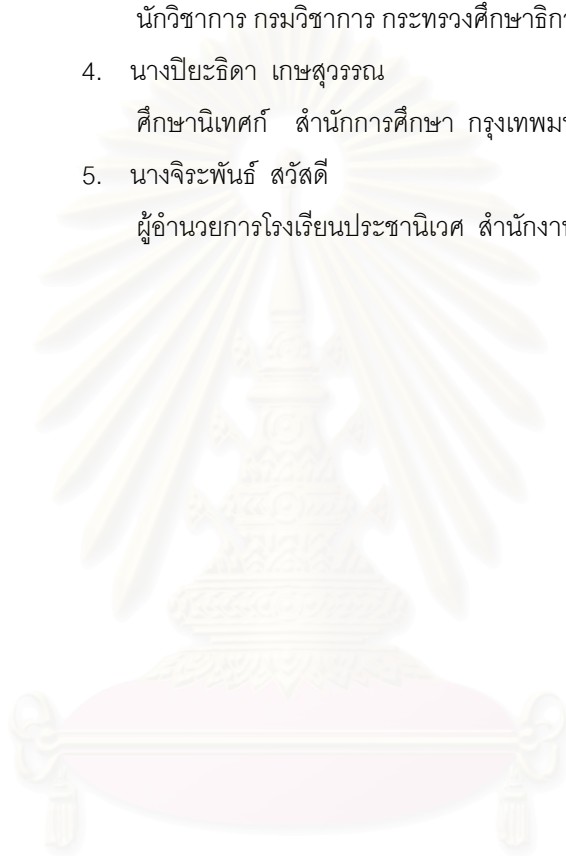 นักวิชาการ กรมวิชาการ กระทรวงศึกษาธิกา
4. นางปิยะธิดา เกษสุวรรณ
ศึกษานิเทศก์ สำนักการศึกษา กรุงเทพม
5. นางจิระพันธ์ สวัสดี
ผู้อำนวยการโรงเรียนประชานิเวศ สำนักงาน